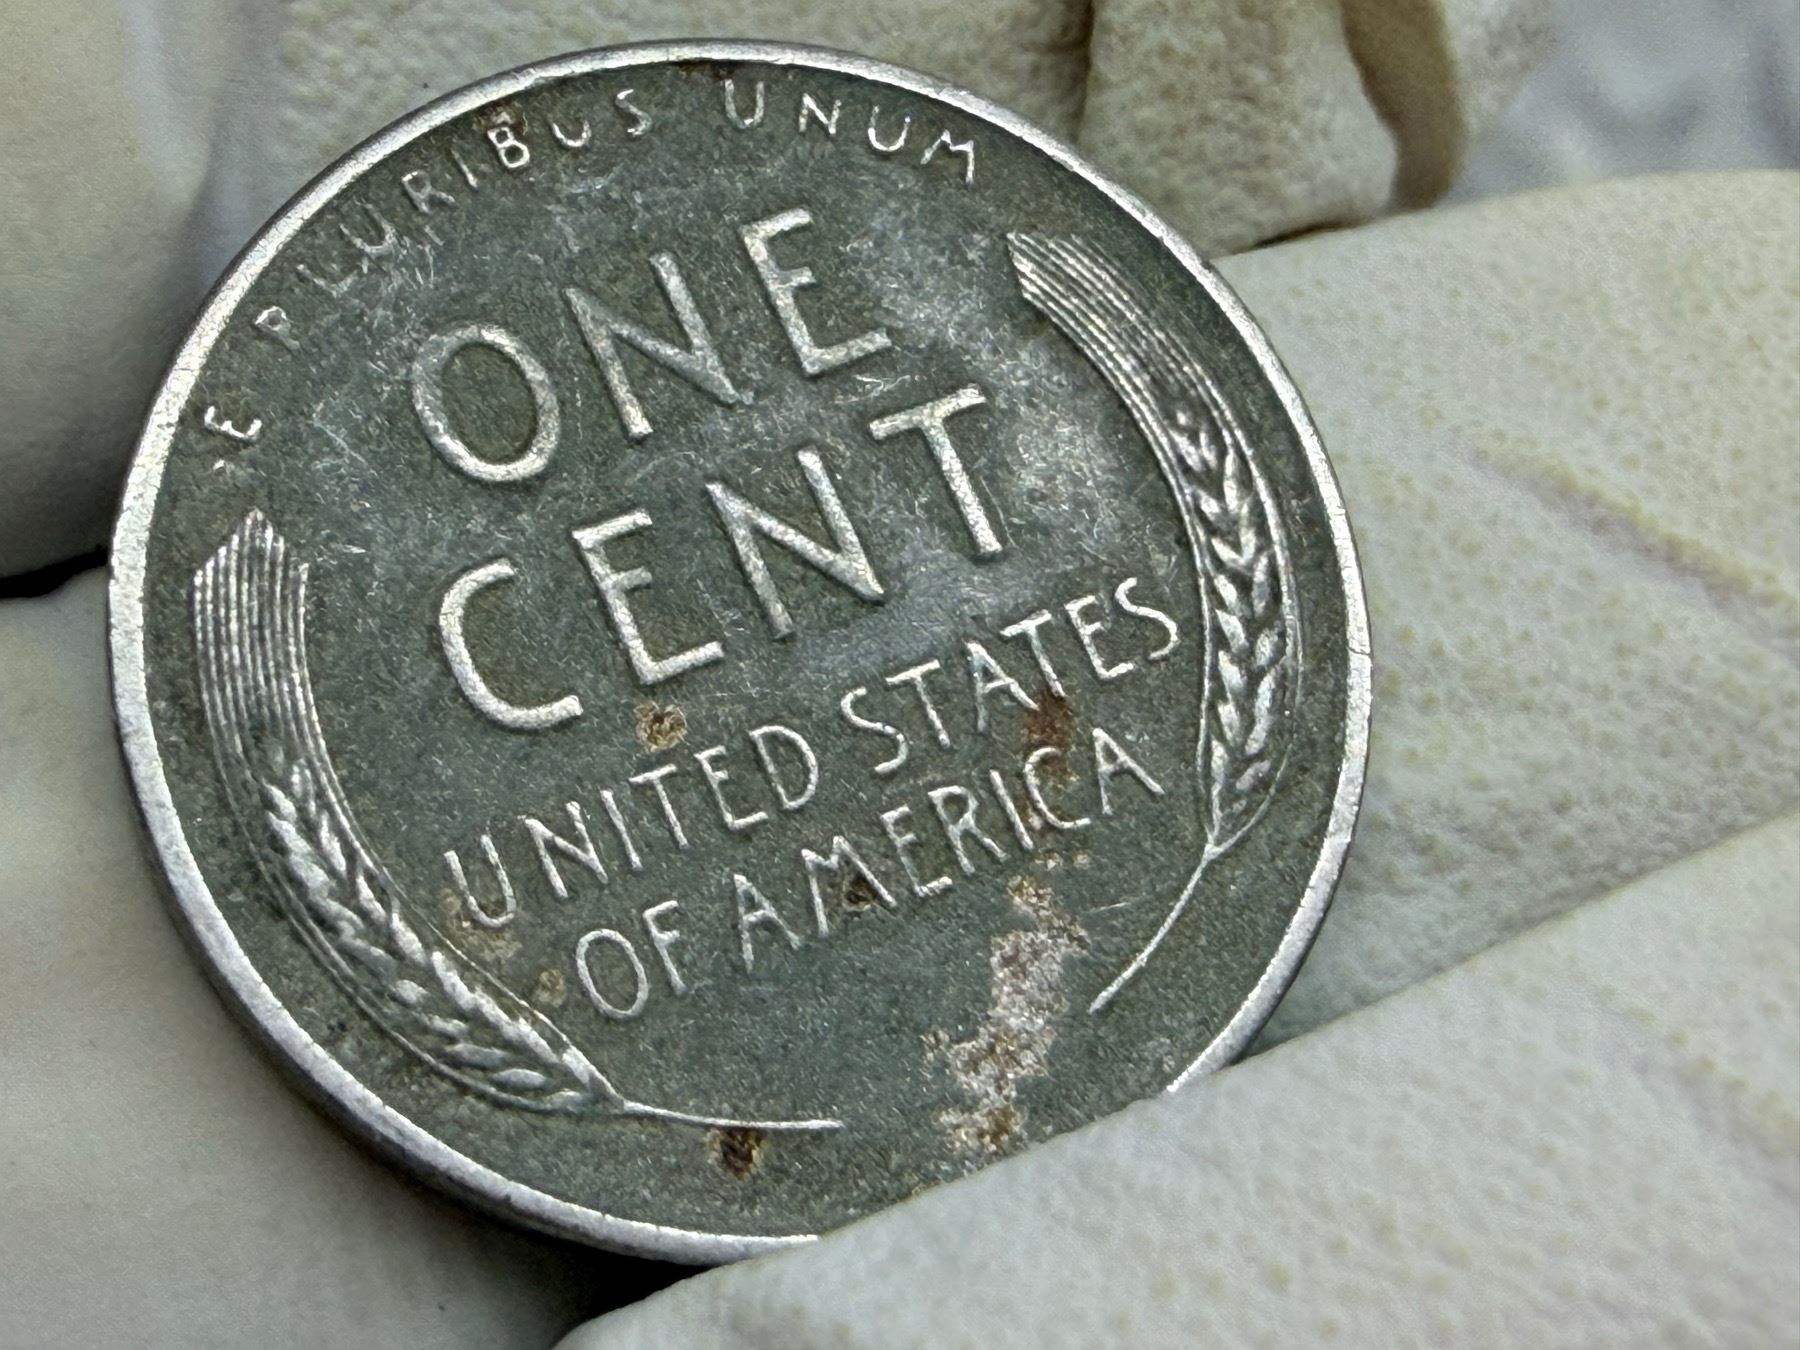 E PLURIBUS UNUM
ONE
CENT
UNITED STATES
OF AMERICA